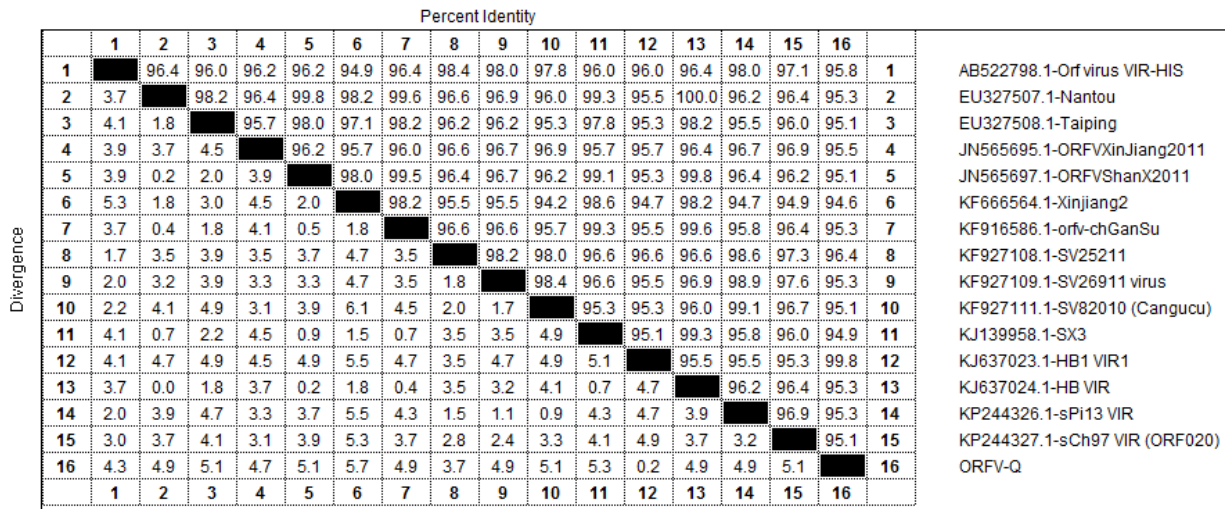 Percent Identity
1 2 3 4 5 6 7 8 9 10 11 12 13 14 15 16
1 96.4 96.0 96.2 96.2 94.9 96.4 98.4 98.0 97.8 96.0 96.0 96.4 98.0 97.1 95.8 1 AB522798.1-Orf virus VIR-HIS
2 3.7 98.2 96.4 99.8 98.2 99.6 96.6 96.9 96.0 99.3 95.5 100.0 96.2 96.4 95.3 2 EU327507.1-Nantou
3 4.1 1.8 95.7 98.0 97.1 98.2 96.2 96.2 95.3 97.8 95.3 98.2 95.5 96.0 95.1 3 EU327508.1-Taiping
4 3.9 3.7 4.5 96.2 95.7 96.0 96.6 96.7 96.9 95.7 95.7 96.4 96.7 96.9 95.5 4 JN565695.1-ORFVXinJiang2011
5 3.9 0.2 2.0 3.9 98.0 99.5 96.4 96.7 96.2 99.1 95.3 99.8 96.4 96.2 95.1 5 JN565697.1-ORFVShanX2011
6 5.3 1.8 3.0 4.5 2.0 98.2 95.5 95.5 94.2 98.6 94.7 98.2 94.7 94.9 94.6 6 KF666564.1-Xinjiang2
7 3.7 0.4 1.8 4.1 0.5 1.8 96.6 96.6 95.7 99.3 95.5 99.6 95.8 96.4 95.3 7 KF916586.1-orfv-chGanSu
Divergence
8 1.7 3.5 3.9 3.5 3.7 4.7 3.5 98.2 98.0 96.6 96.6 96.6 98.6 97.3 96.4 8 KF927108.1-SV25211
9 2.0 3.2 3.9 3.3 3.3 4.7 3.5 1.8 98.4 96.6 95.5 96.9 98.9 97.6 95.3 9 KF927109.1-SV26911 virus
10 2.2 4.1 4.9 3.1 3.9 6.1 4.5 2.0 1.7 95.3 95.3 96.0 99.1 96.7 95.1 10 KF927111.1-SV82010 (Cangucu)
11 4.1 0.7 2.2 4.5 0.9 1.5 0.7 3.5 3.5 4.9 95.1 99.3 95.8 96.0 94.9 11 KJ139958.1-SX3
12 4.1 4.7 4.9 4.5 4.9 5.5 4.7 3.5 4.7 4.9 5.1 95.5 95.5 95.3 99.8 12 KJ637023.1-HB1 VIR1
13 3.7 0.0 1.8 3.7 0.2 1.8 0.4 3.5 3.2 4.1 0.7 4.7 96.2 96.4 95.3 13 KJ637024.1-HB VIR
14 2.0 3.9 4.7 3.3 3.7 5.5 4.3 1.5 1.1 0.9 4.3 4.7 3.9 96.9 95.3 14 KP244326.1-sPi13 VIR
15 3.0 3.7 4.1 3.1 3.9 5.3 3.7 2.8 2.4 3.3 4.1 4.9 3.7 3.2 95.1 15 KP244327.1-sCh97 VIR (ORF020)
16 4.3 4.9 5.1 4.7 5.1 5.7 4.9 3.7 4.9 5.1 5.3 0.2 4.9 4.9 5.1 16 ORFV-Q
1 2 3 4 5 6 7 8 9 10 11 12 13 14 15 16